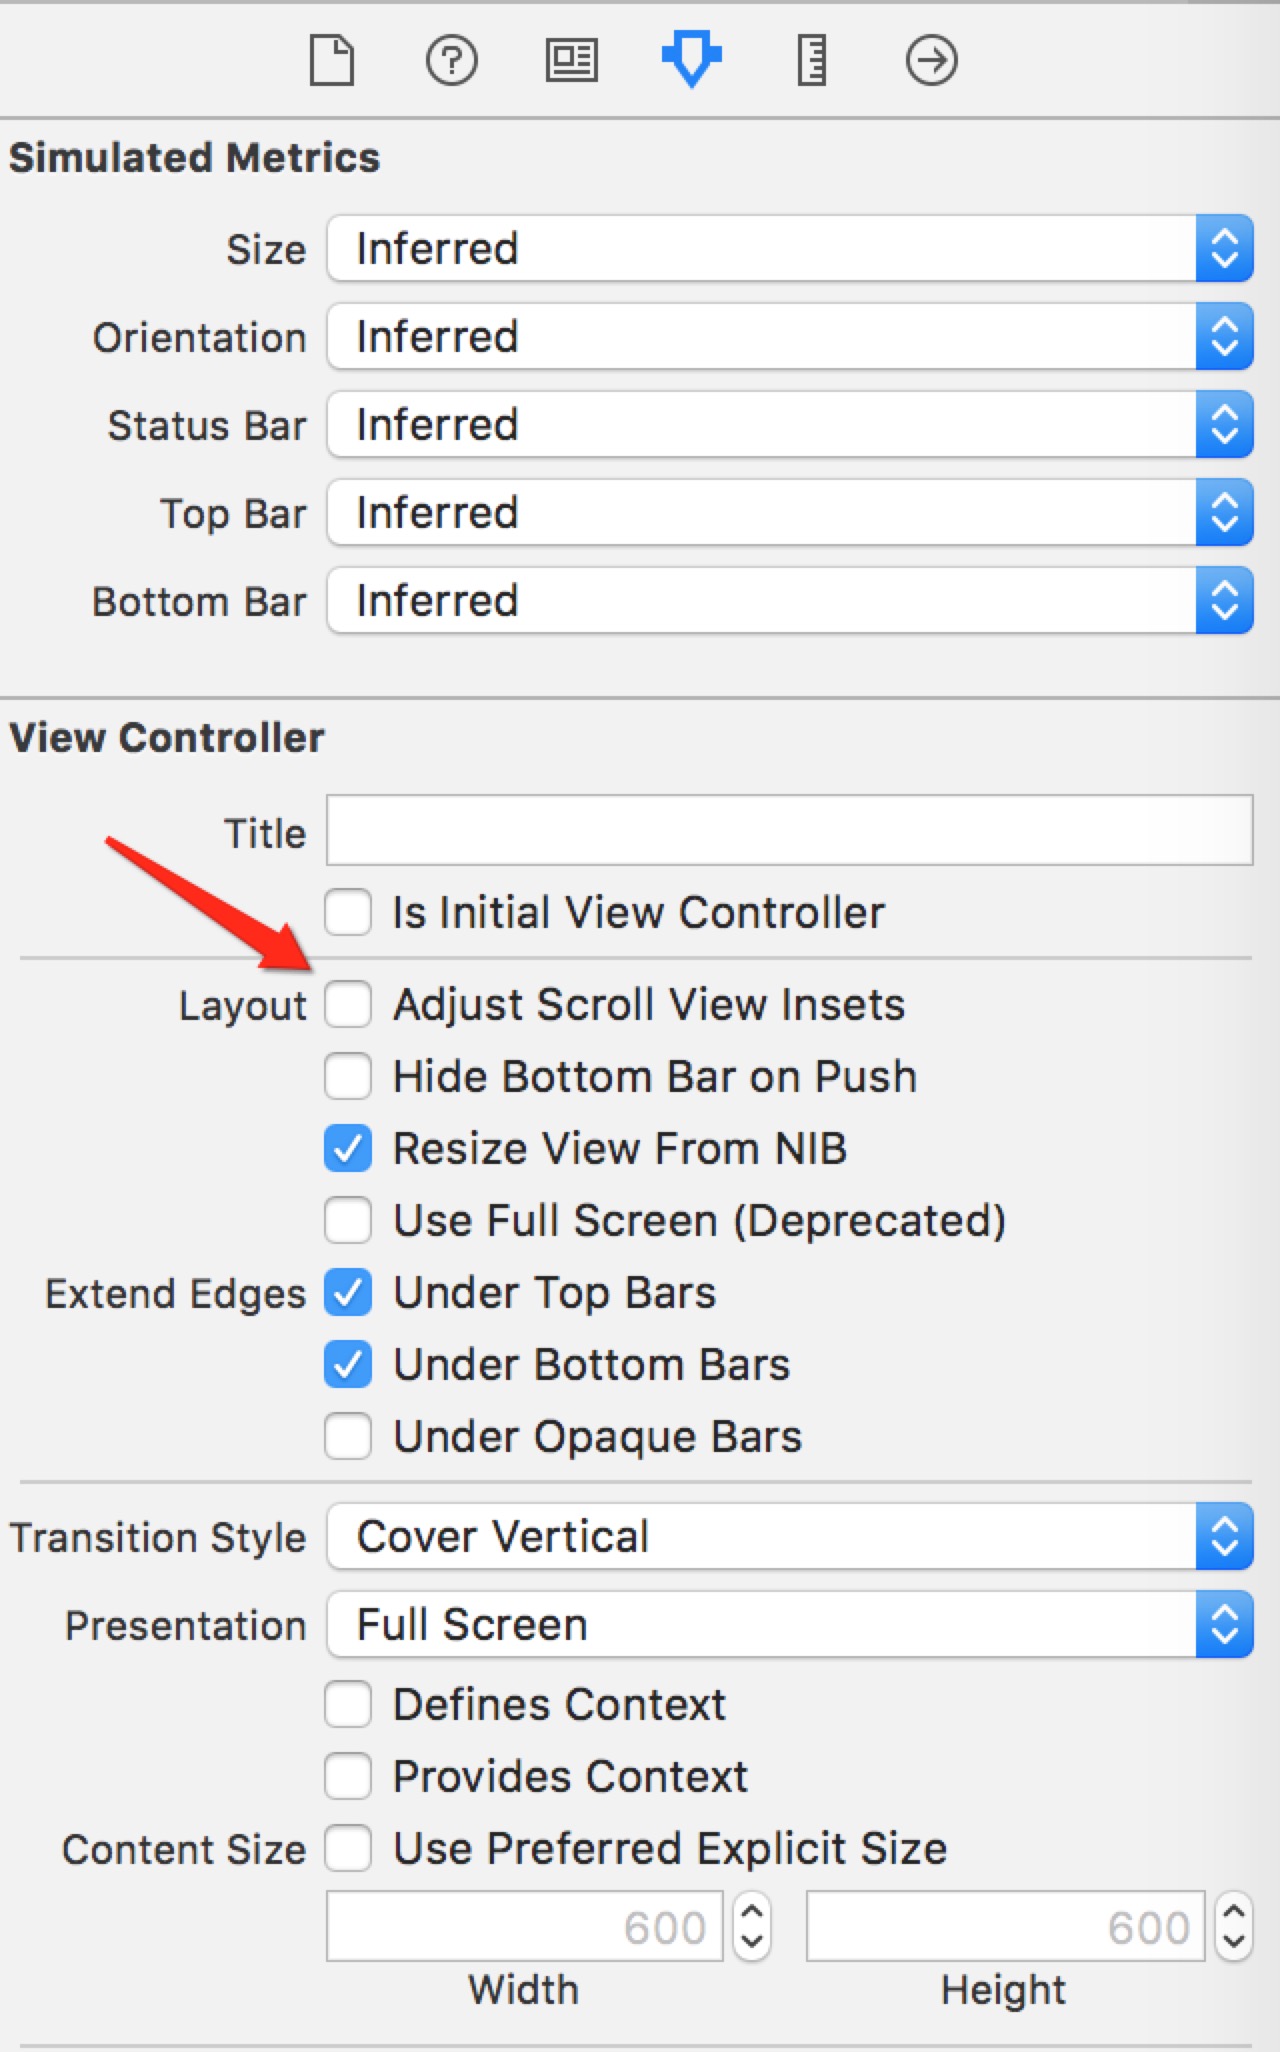 Simulated Metrics
Size Inferred
Orientation Inferred
Status Bar Inferred
Top Bar Inferred
Bottom Bar Inferred
View Controller
Title
Is Initial View Controller
Layout Adjust Scroll View Insets
Hide Bottom Bar on Push
Resize View From NIB
Use Full Screen (Deprecated)
Extend Edges Under Top Bars
Under Bottom Bars
Under Opaque Bars
Transition Style Cover Vertical
Presentation Full Screen
Defines Context
Provides Context
Content Size Use Preferred Explicit Size
600 600
Width Height